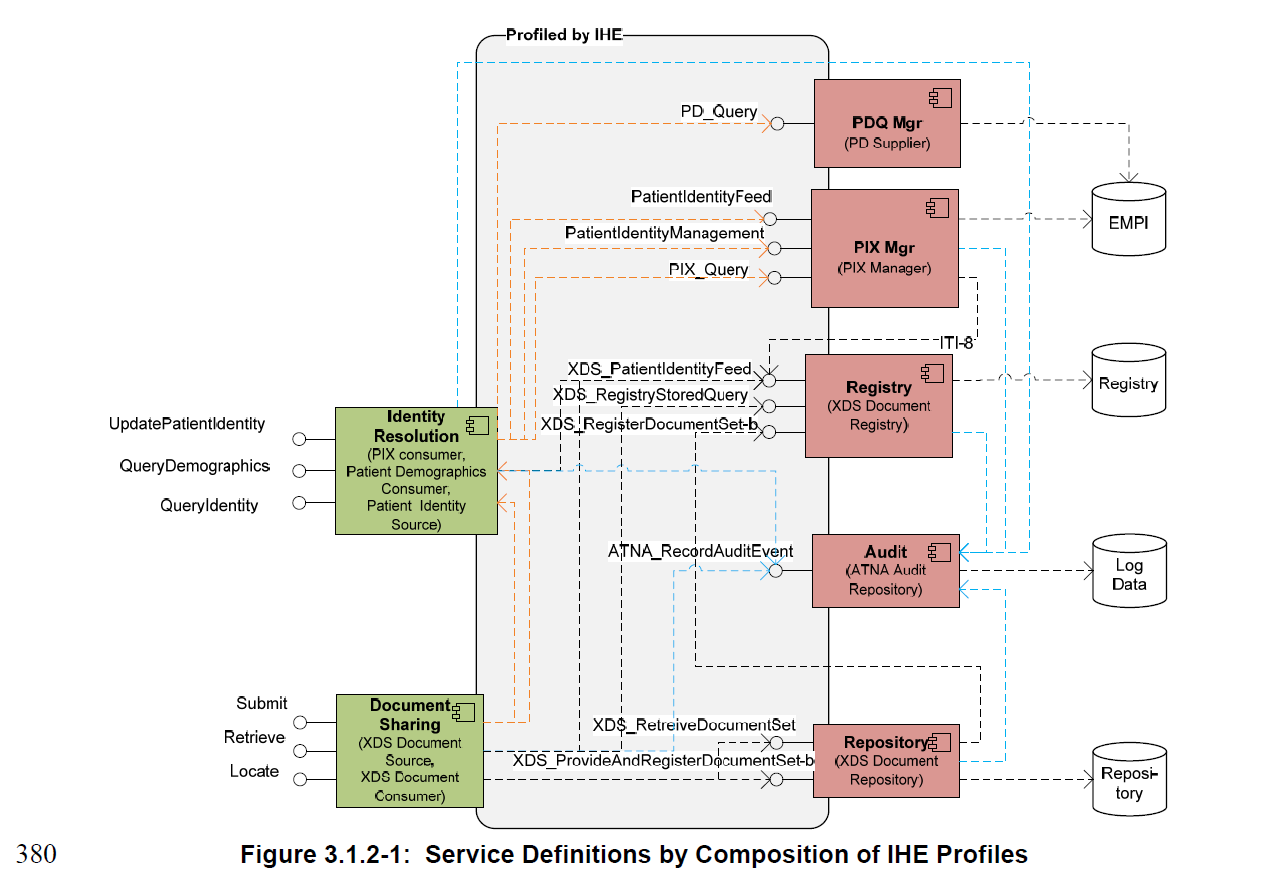 Profiled by IHE
PD_Query
PDQ Mgr
(PD Supplier)
PatientIdentityFeed
PatientIdentityManagement
PIX_Query
PIX Mgr
(PIX Manager)
EMPI
ITI-8
XDS_PatientIdentityFeed
XDS_RegistryStoredQuery
XDS_RegisterDocumentSet-b
Registry
(XDS Document
Registry)
Registry
UpdatePatientIdentity
QueryDemographics
QueryIdentity
Identity
Resolution
(PIX consumer,
Patient Demographics
Consumer,
Patient Identity
Source)
ATNA_RecordAuditEvent
Audit
(ATNA Audit
Repository)
Log
Data
Submit
Retrieve
Locate
Document
Sharing
(XDS Document
Source,
XDS Document
Consumer)
XDS_RetreiveDocumentSet
XDS_ProvideAndRegisterDocumentSet-b
Repository
(XDS Document
Repository)
Reposi-
tory
380
Figure 3.1.2-1: Service Definitions by Composition of IHE Profiles